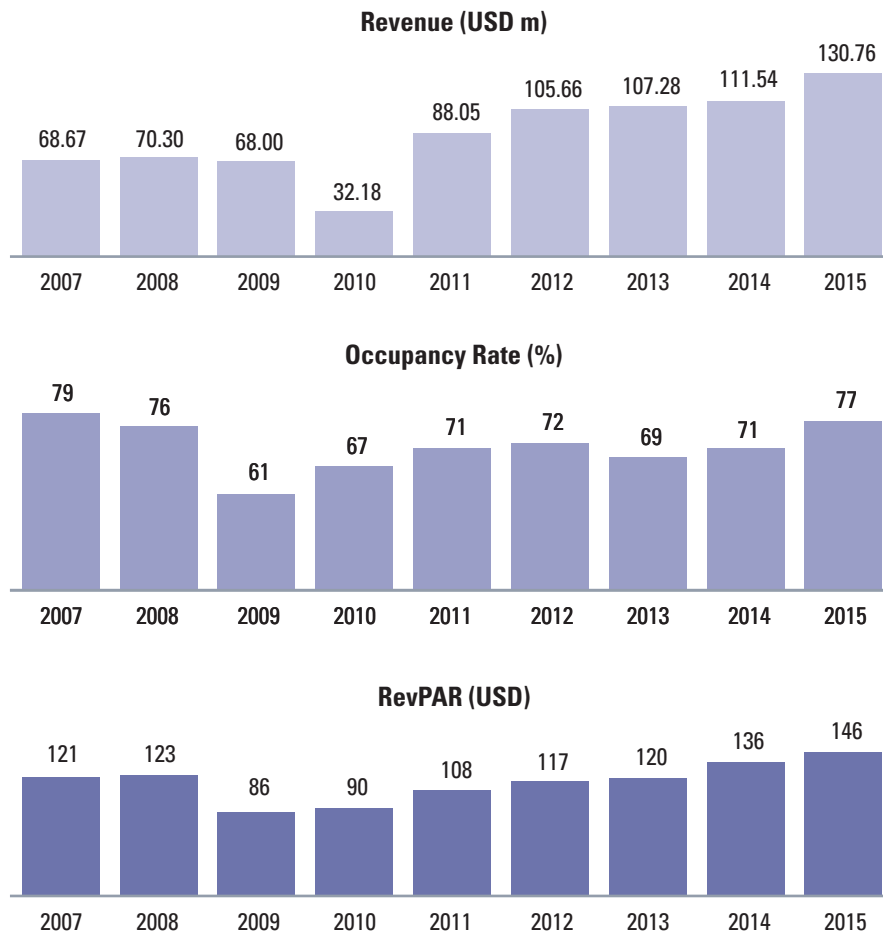 Revenue (USD m)
68.67 70.30 68.00 32.18 88.05 105.66 107.28 111.54 130.76
2007 2008 2009 2010 2011 2012 2013 2014 2015
Occupancy Rate (%)
79 76 61 67 71 72 69 71 77
2007 2008 2009 2010 2011 2012 2013 2014 2015
RevPAR (USD)
121 123 86 90 108 117 120 136 146
2007 2008 2009 2010 2011 2012 2013 2014 2015